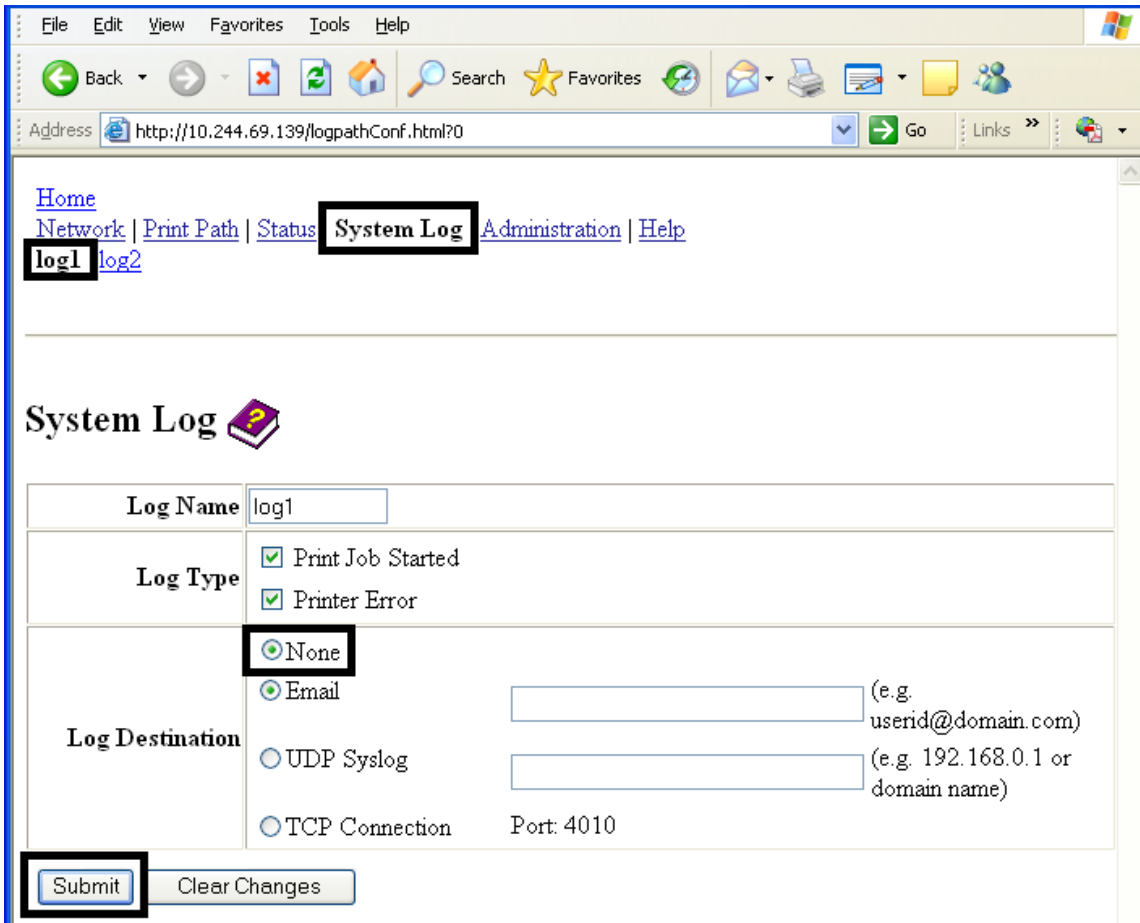 File Edit View Favorites Tools Help
Back Search Favorites
Address http://10.244.69.139/logpathConf.html?0 Go Links »
Home
Network | Print Path | Status System Log Administration | Help
log1 log2
System Log
Log Name log1
Log Type
Print Job Started
Printer Error
Log Destination
None
Email (e.g.
userid@domain.com)
UDP Syslog (e.g. 192.168.0.1 or
domain name)
TCP Connection Port: 4010
Submit Clear Changes